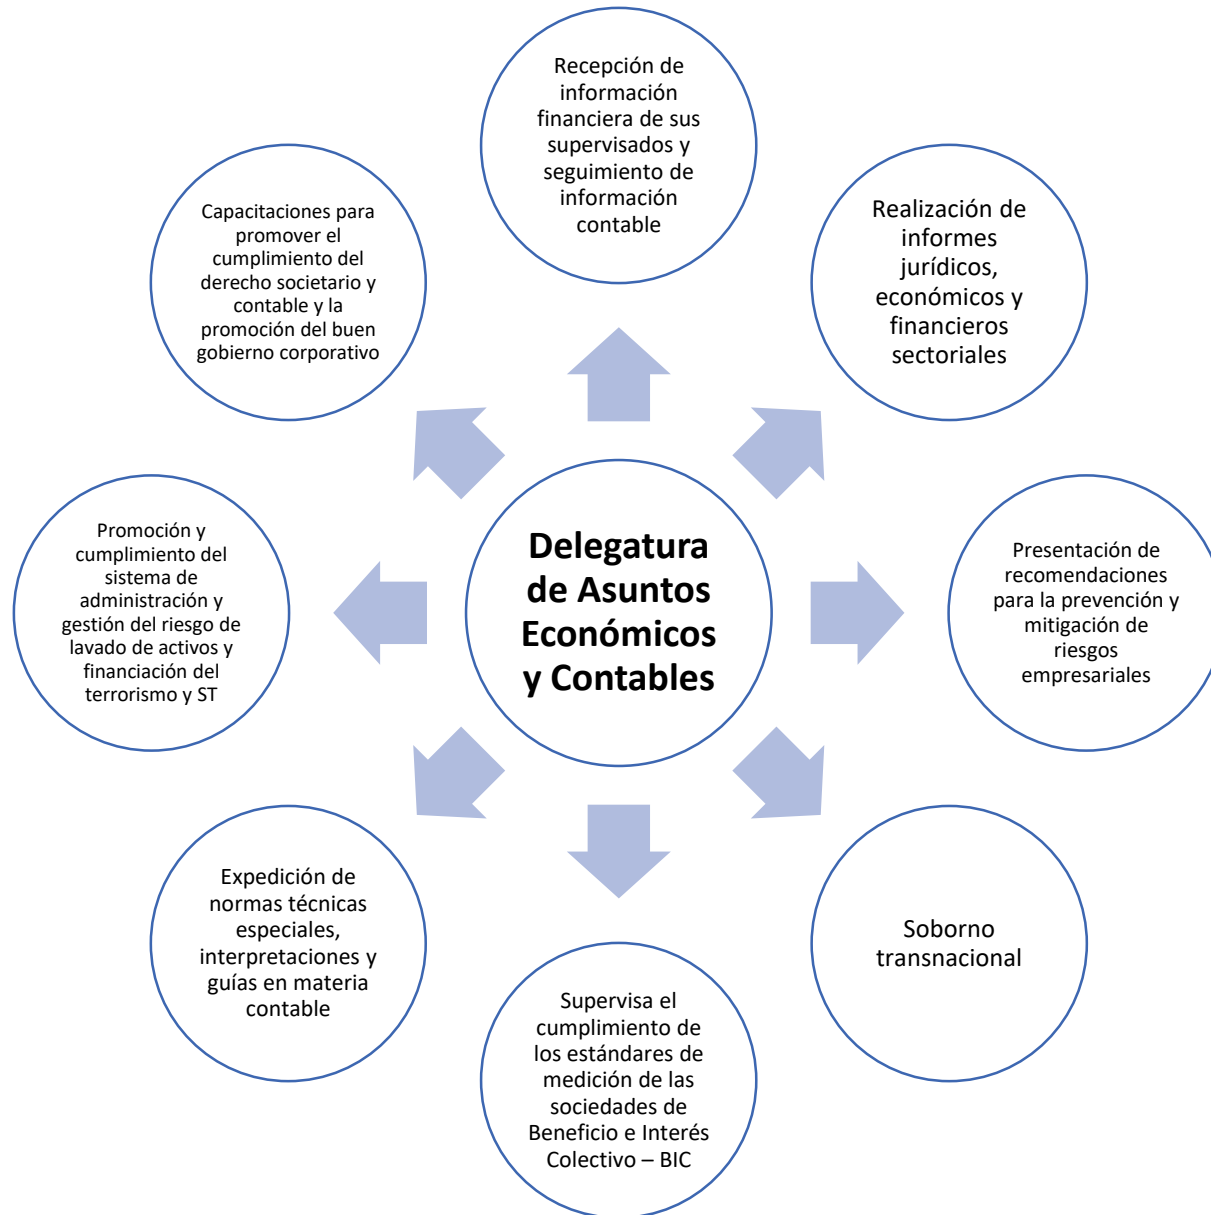 Recepción de
información
financiera de sus
supervisados y
seguimiento de
información
contable
Realización de
informes
jurídicos,
económicos y
financieros
sectoriales
Presentación de
recomendaciones
para la prevención y
mitigación de
riesgos
empresariales
Soborno
transnacional
Supervisa el
cumplimiento de
los estándares de
medición de las
sociedades de
Beneficio e Interés
Colectivo – BIC
Expedición de
normas técnicas
especiales,
interpretaciones y
guías en materia
contable
Promoción y
cumplimiento del
sistema de
administración y
gestión del riesgo de
lavado de activos y
financiación del
terrorismo y ST
Capacitaciones para
promover el
cumplimiento del
derecho societario y
contable y la
promoción del buen
gobierno corporativo
Delegatura
de Asuntos
Económicos
y Contables